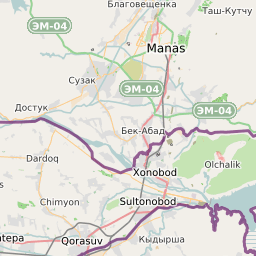 Благовещенка
Таш-Кутчу
ЭМ-04
Manas
Сузак
ЭМ-04
Достук
ЭМ-04
Бек-Абад
Dardoq
Olchalik
Xonobod
Chimyon
Sultonobod
tepa
Qorasuv
Кыдырша